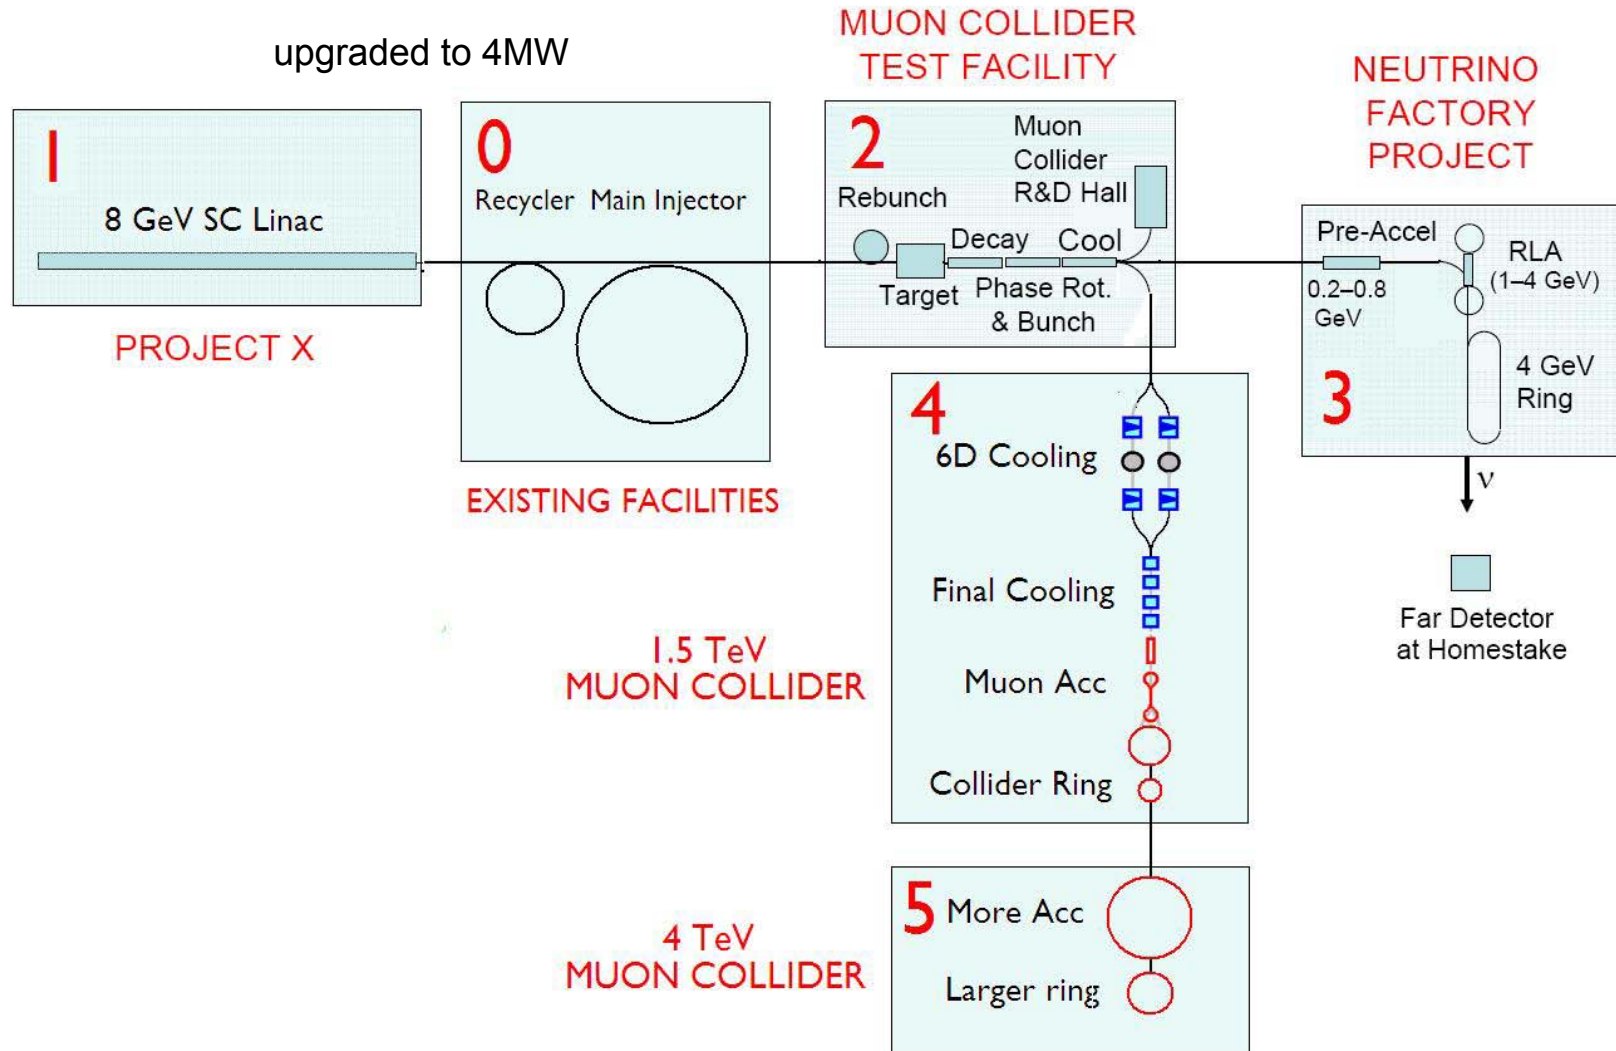 upgraded to 4MW
1
8 GeV SC Linac
PROJECT X
0
Recycler Main Injector
EXISTING FACILITIES
MUON COLLIDER
TEST FACILITY
2
Muon
Collider
R&D Hall
Rebunch
Decay
Cool
Target
Phase Rot.
& Bunch
NEUTRINO
FACTORY
PROJECT
Pre-Accel
0.2–0.8
GeV
RLA
(1–4 GeV)
4 GeV
Ring
3
ν
Far Detector
at Homestake
4
6D Cooling
Final Cooling
1.5 TeV
MUON COLLIDER
Muon Acc
Collider Ring
5
More Acc
4 TeV
MUON COLLIDER
Larger ring